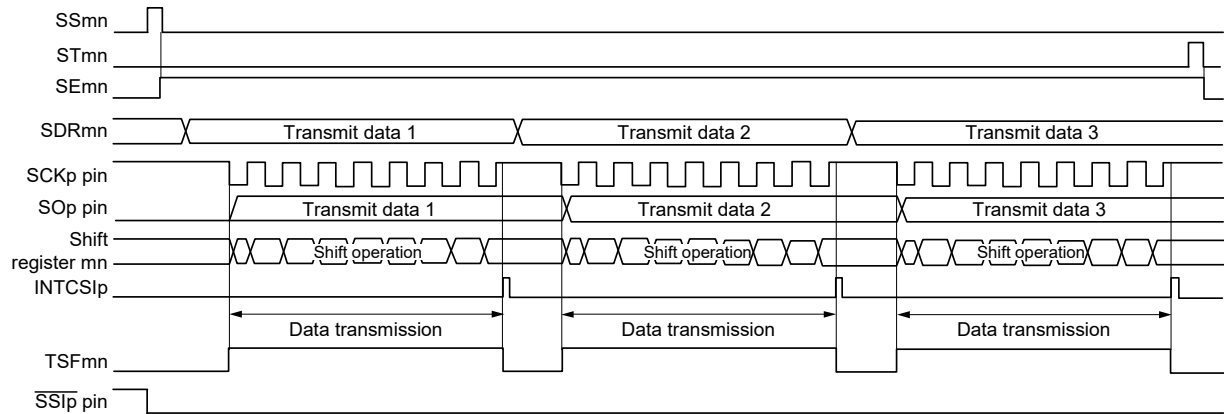 SSmn
STmn
SEmn
SDRmn Transmit data 1 Transmit data 2 Transmit data 3
SCKp pin
SOp pin Transmit data 1 Transmit data 2 Transmit data 3
Shift
register mn Shift operation Shift operation Shift operation
INTCSIp
Data transmission Data transmission Data transmission
TSFmn
SSIp pin